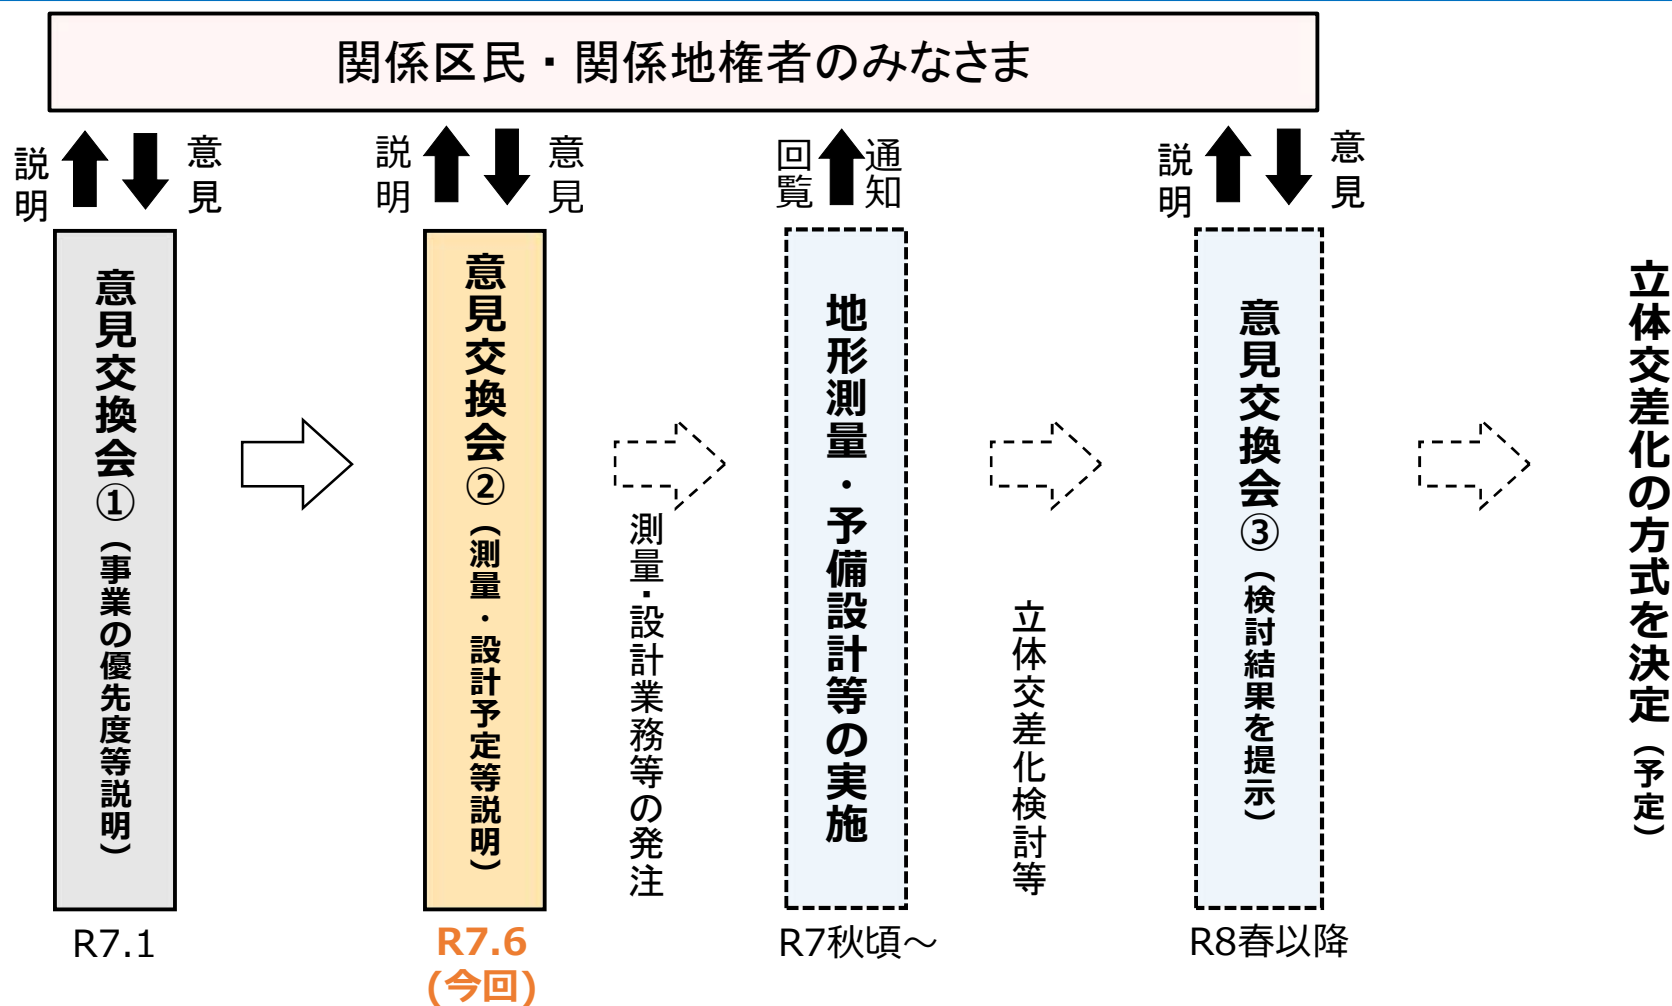 関係区民・関係地権者のみなさま
説明
意見
説明
意見
回覧
通知
説明
意見
意見交換会①（事業の優先度等説明）
意見交換会②（測量・設計予定等説明）
測量・設計業務等の発注
地形測量・予備設計等の実施
立体交差化検討等
意見交換会③（検討結果を提示）
立体交差化の方式を決定（予定）
R7.1
R7.6
(今回)
R7秋頃～
R8春以降